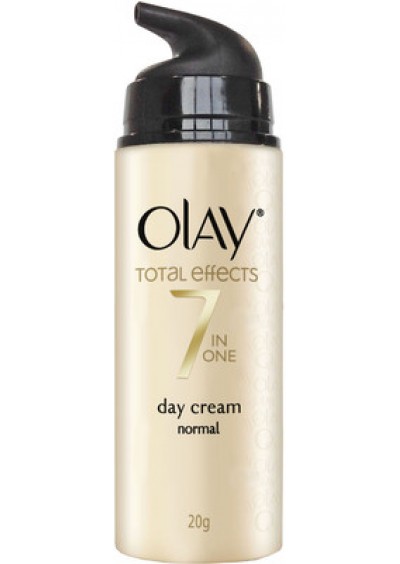 OLAY®
TOTAL effects
7 IN ONE
day cream
normal
20g